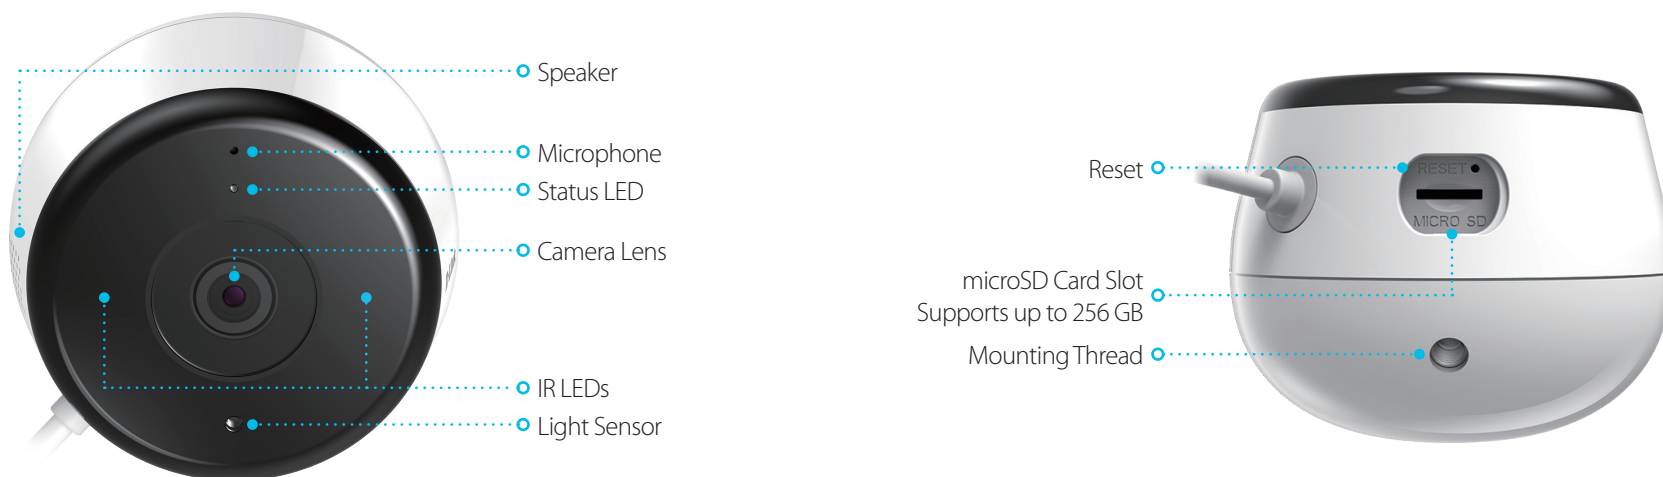 Speaker
Microphone
Status LED
Camera Lens
IR LEDs
Light Sensor
Reset
RESET
MICRO SD
microSD Card Slot
Supports up to 256 GB
Mounting Thread